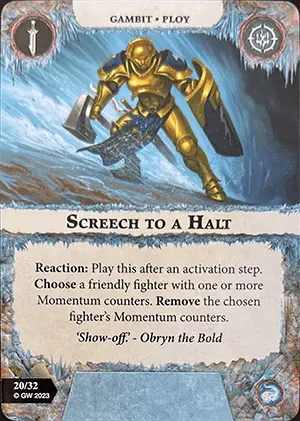 GAMBIT • PLOY
SCREECH TO A HALT
Reaction: Play this after an activation step.
Choose a friendly fighter with one or more
Momentum counters. Remove the chosen
fighter's Momentum counters.
'Show-off.' - Obryn the Bold
20/32
© GW 2023